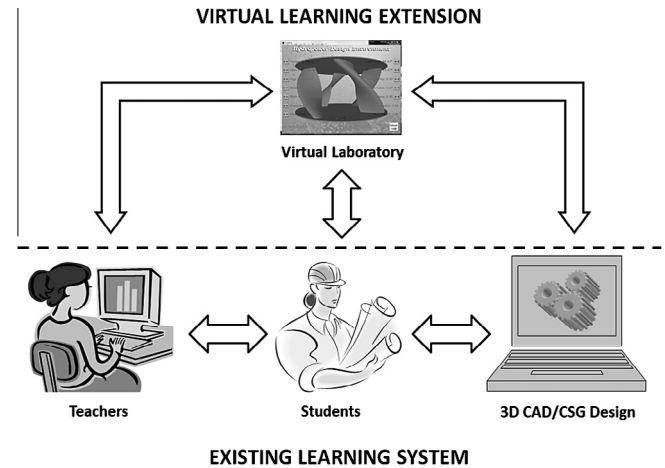 VIRTUAL LEARNING EXTENSION
Virtual Laboratory
Teachers
Students
3D CAD/CSG Design
EXISTING LEARNING SYSTEM